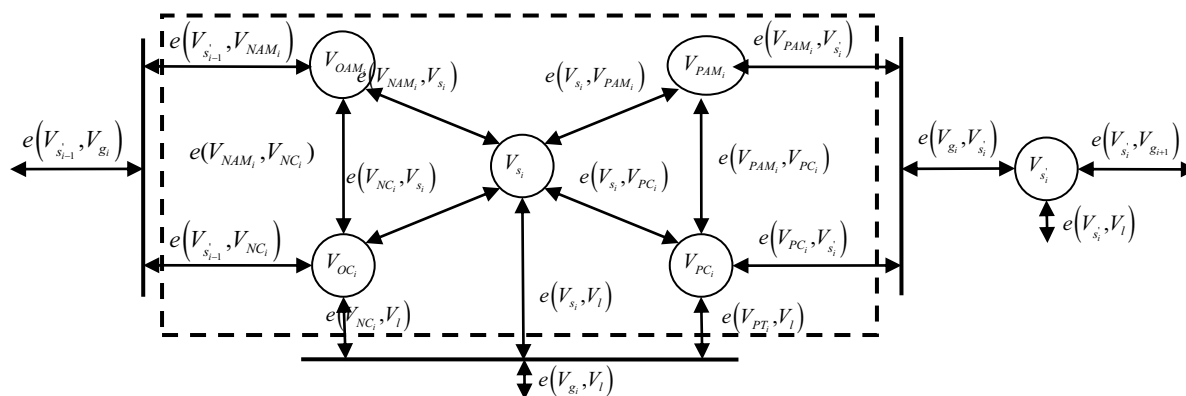 e(V_{s'_{i-1}}, V_{NAM_i})
V_{OAM_i}
e(V_{NAM_i}, V_{s_i})
e(V_{s_i}, V_{PAM_i})
V_{PAM_i}
e(V_{PAM_i}, V_{s'_i})
e(V_{s'_{i-1}}, V_{g_i})
e(V_{NAM_i}, V_{NC_i})
e(V_{NC_i}, V_{s_i})
V_{s_i}
e(V_{s_i}, V_{PC_i})
e(V_{PAM_i}, V_{PC_i})
e(V_{g_i}, V_{s'_i})
V_{s'_i}
e(V_{s'_i}, V_{g_{i+1}})
e(V_{s'_{i-1}}, V_{NC_i})
V_{OC_i}
V_{PC_i}
e(V_{PC_i}, V_{s'_i})
e(V_{s'_i}, V_l)
e(V_{NC_i}, V_l)
e(V_{s_i}, V_l)
e(V_{PT_i}, V_l)
e(V_{g_i}, V_l)